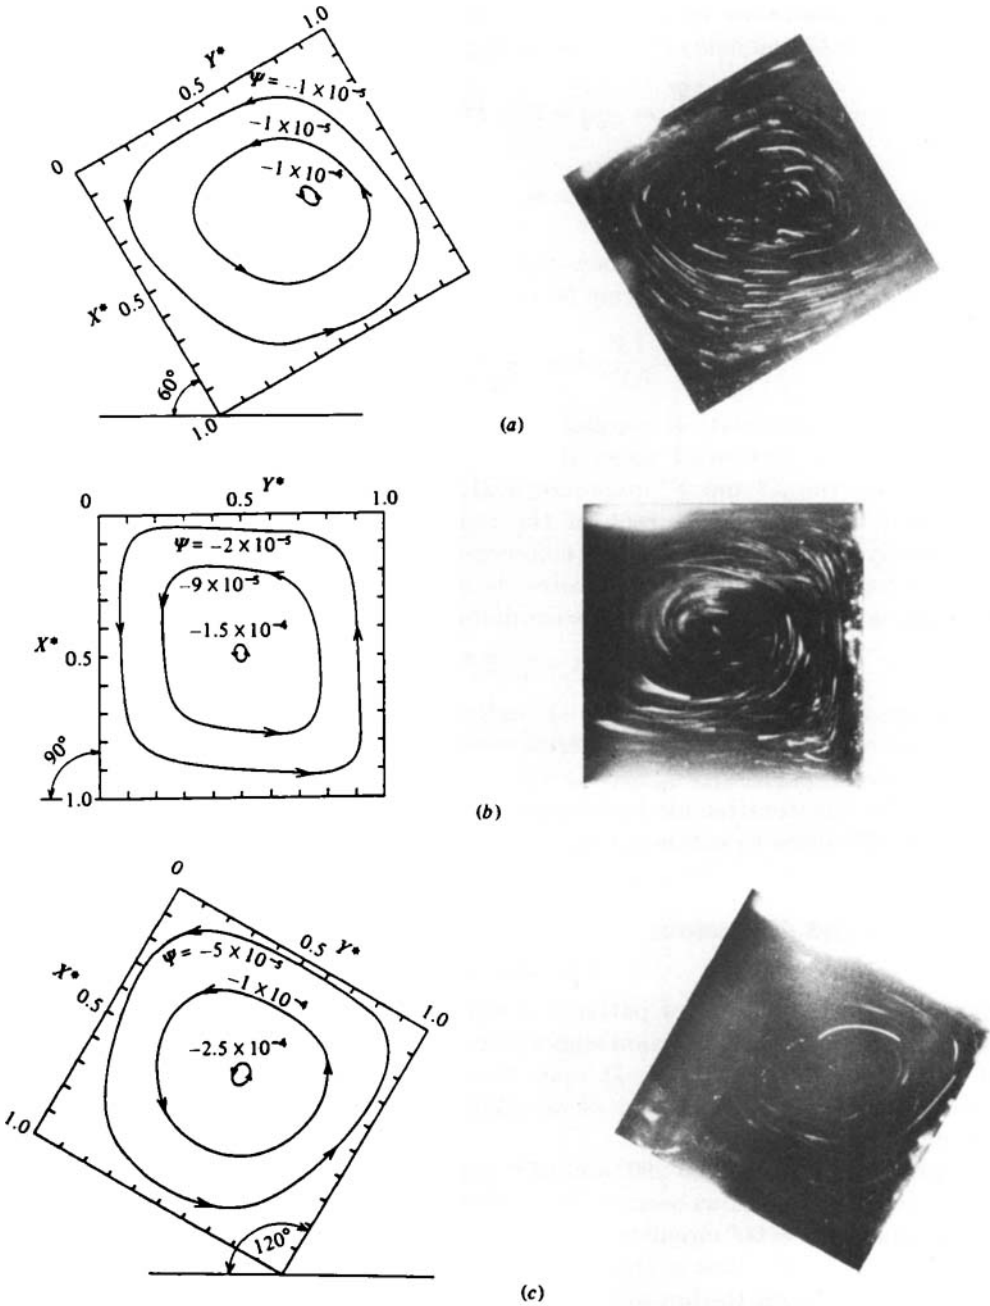 1.0
Y*
0.5
Ψ = −1 × 10⁻⁵
−1 × 10⁻⁵
−1 × 10⁻⁴
0
X* 0.5
60°
1.0
(a)
Y*
0 0.5 1.0
Ψ = −2 × 10⁻⁵
−9 × 10⁻⁵
−1.5 × 10⁻⁴
X*
0.5
90°
1.0
(b)
0
0.5 Y*
Ψ = −5 × 10⁻⁵
X*
−1 × 10⁻⁴
0.5
1.0
−2.5 × 10⁻⁴
1.0
120°
(c)